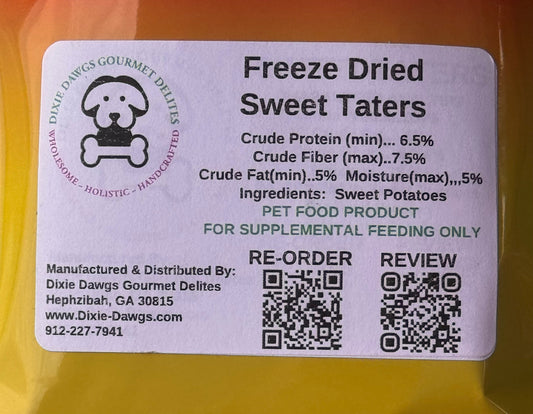 DIXIE DAWGS GOURMET DELITES
WHOLESOME - HOLISTIC - HANDCRAFTED
Freeze Dried
Sweet Taters
Crude Protein (min)... 6.5%
Crude Fiber (max)..7.5%
Crude Fat(min)..5% Moisture(max),,,5%
Ingredients: Sweet Potatoes
PET FOOD PRODUCT
FOR SUPPLEMENTAL FEEDING ONLY
RE-ORDER
REVIEW
Manufactured & Distributed By:
Dixie Dawgs Gourmet Delites
Hephzibah, GA 30815
www.Dixie-Dawgs.com
912-227-7941